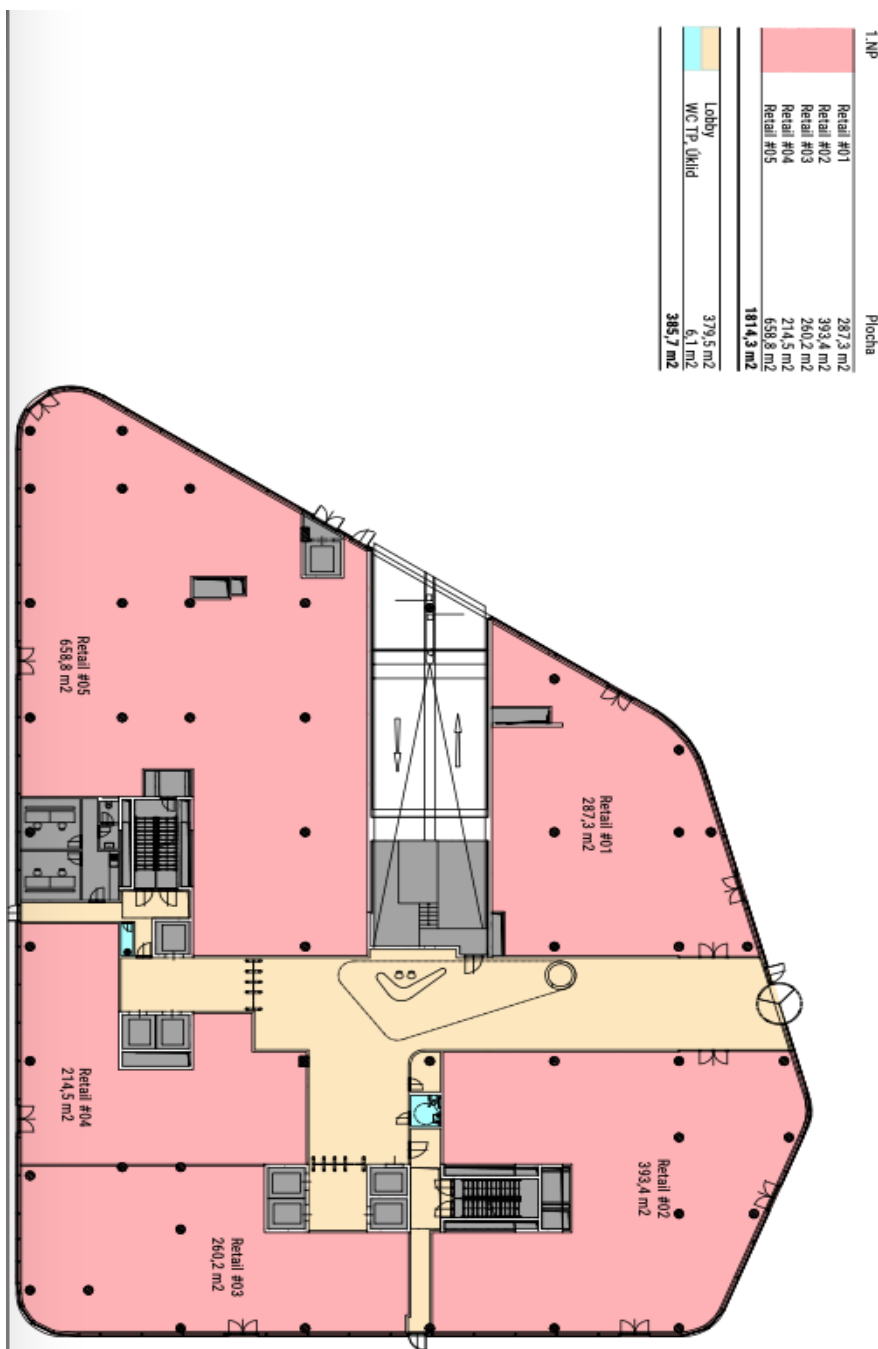 1.NP Plocha
Retail #01 287,3 m2
Retail #02 393,4 m2
Retail #03 260,2 m2
Retail #04 214,5 m2
Retail #05 658,8 m2
1814,3 m2
Lobby 379,5 m2
WC TP, Úklid 6,1 m2
385,7 m2
Retail #01
287,3 m2
Retail #02
393,4 m2
Retail #05
658,8 m2
Retail #04
214,5 m2
Retail #03
260,2 m2